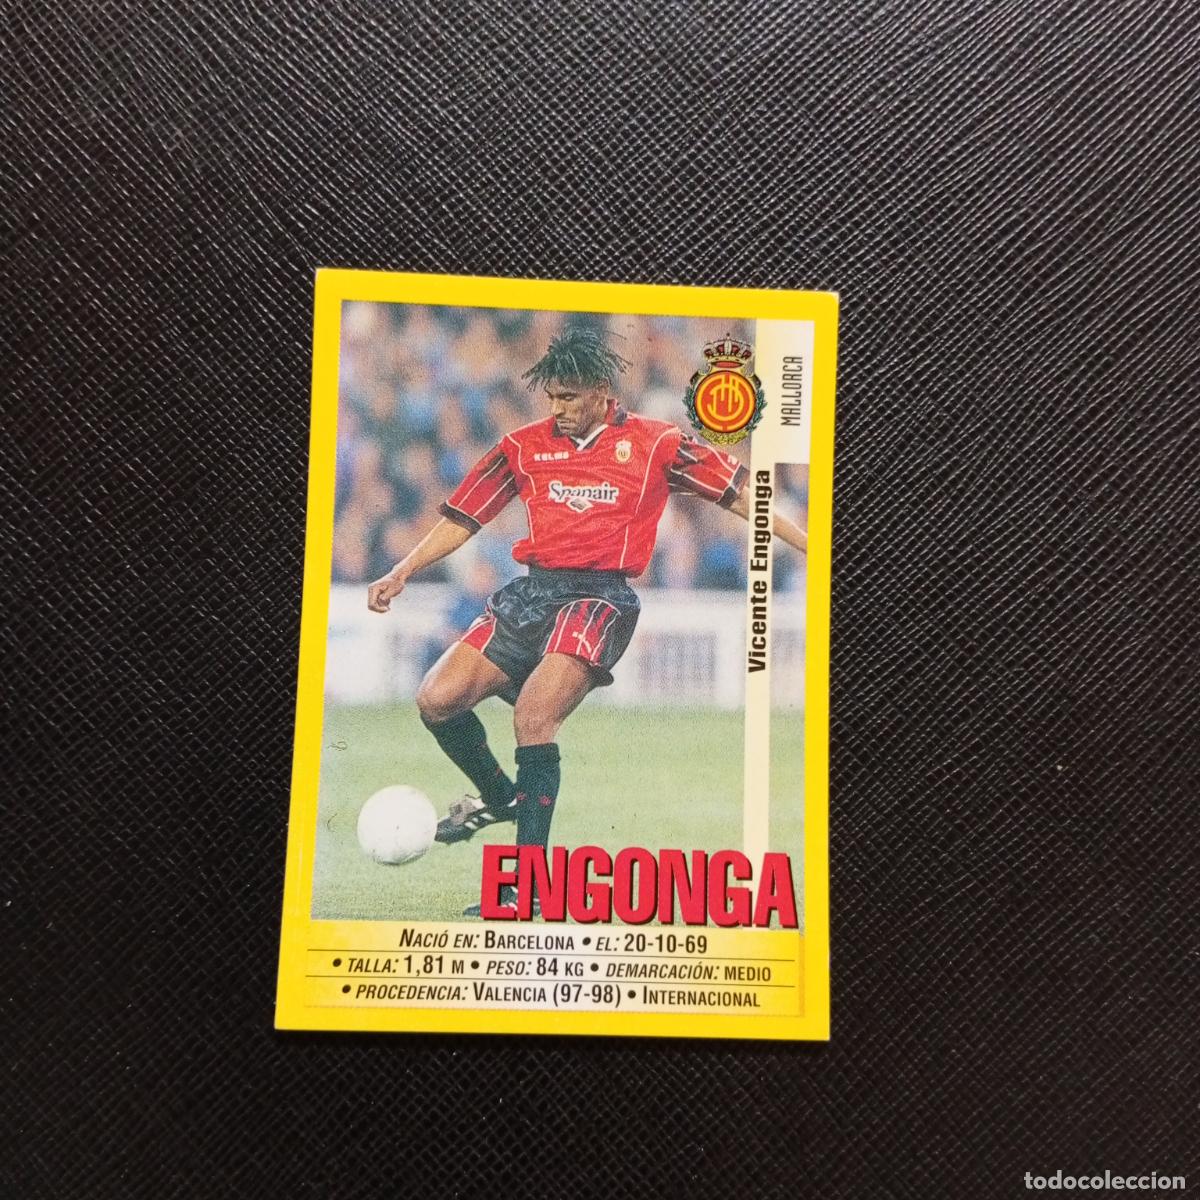 MALLORCA
Vicente Engonga
KELME
Spanair
ENGONGA
NACIÓ EN: BARCELONA • EL: 20-10-69
• TALLA: 1,81 M • PESO: 84 KG • DEMARCACIÓN: MEDIO
• PROCEDENCIA: VALENCIA (97-98) • INTERNACIONAL
todocoleccion